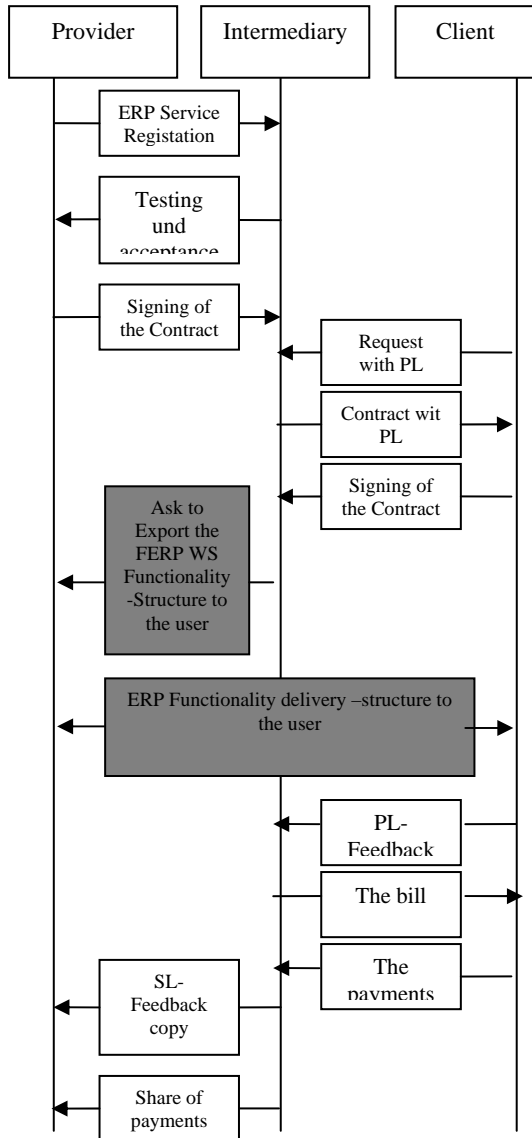 Provider
Intermediary
Client
ERP Service
Registation
Testing
und
acceptance
Signing of
the Contract
Request
with PL
Contract wit
PL
Signing of
the Contract
Ask to
Export the
FERP WS
Functionality
-Structure to
the user
ERP Functionality delivery –structure to
the user
PL-
Feedback
The bill
The
payments
SL-
Feedback
copy
Share of
payments